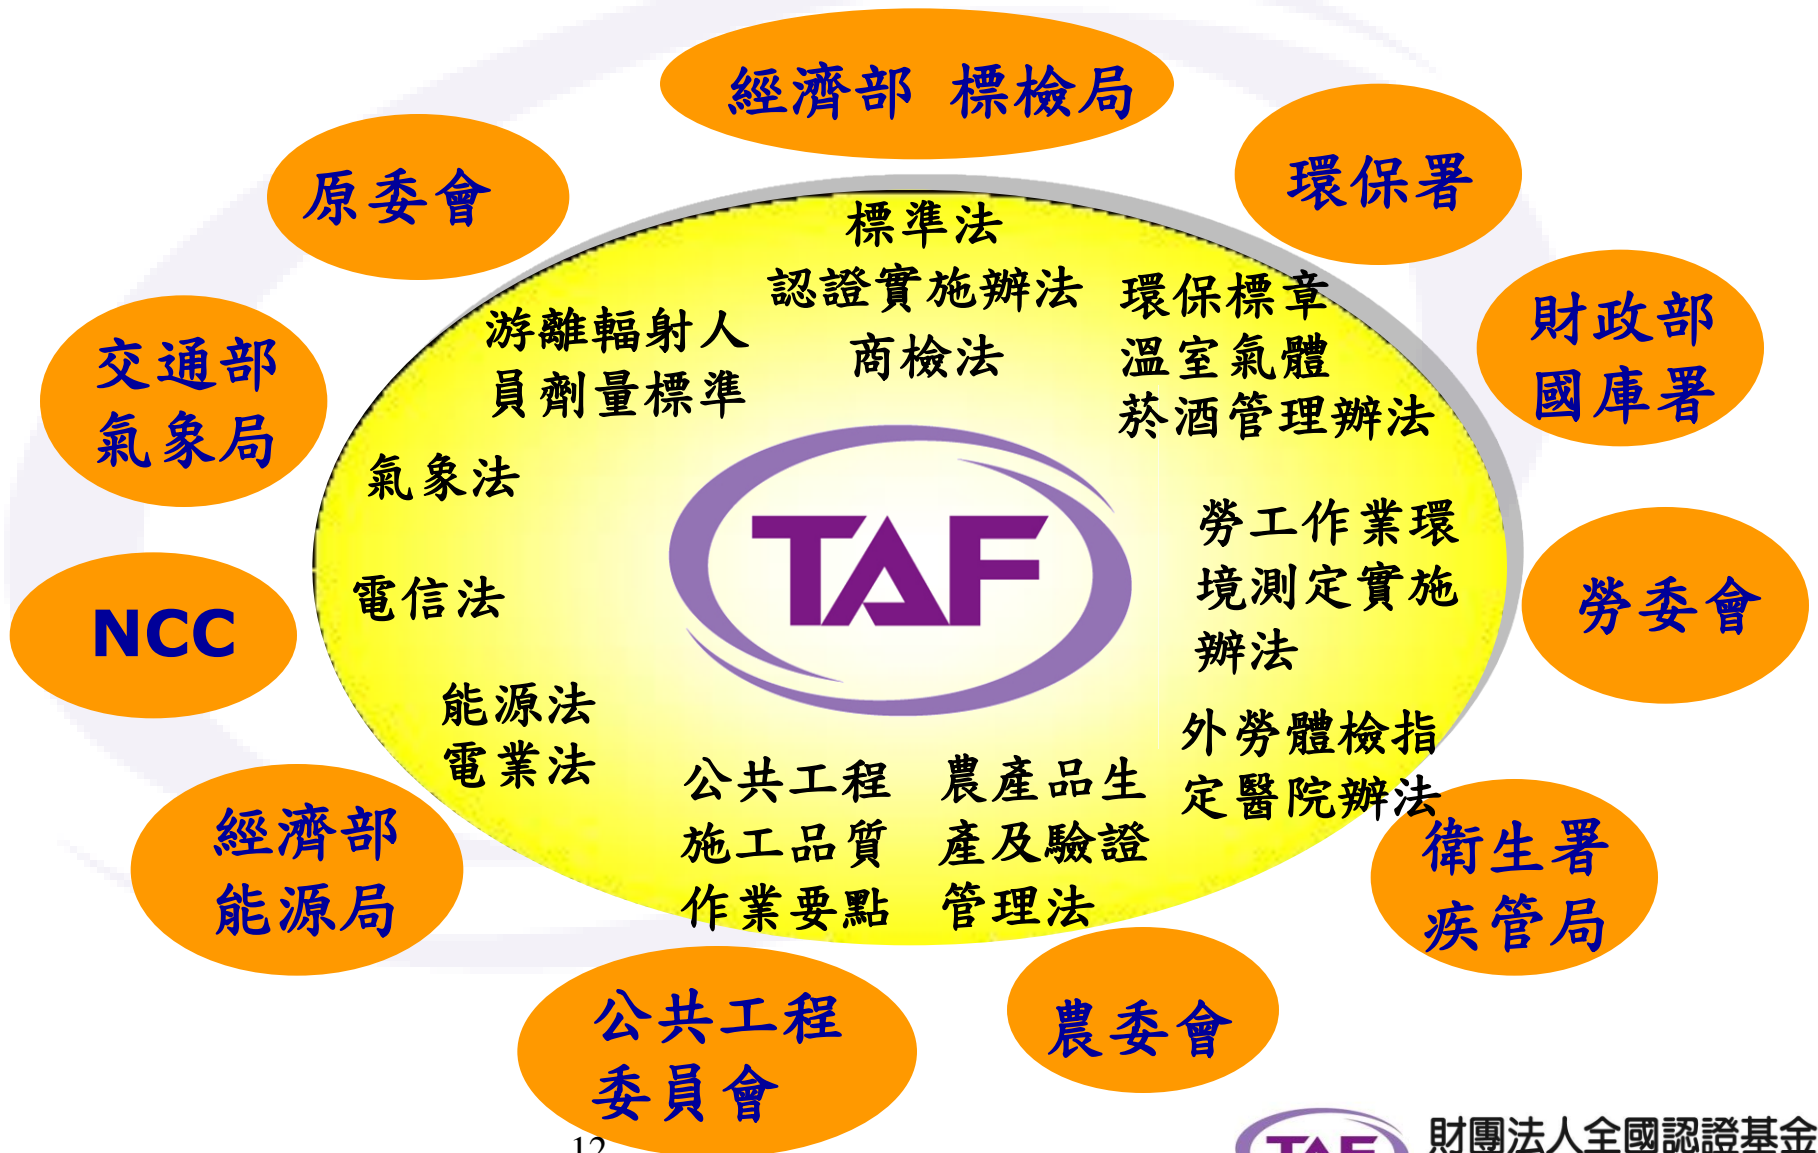 經濟部 標檢局
原委會
環保署
標準法
認證實施辦法
商檢法
游離輻射人
員劑量標準
環保標章
溫室氣體
菸酒管理辦法
財政部
國庫署
交通部
氣象局
氣象法
TAF
勞工作業環
境測定實施
辦法
勞委會
電信法
NCC
能源法
電業法
外勞體檢指
定醫院辦法
公共工程
施工品質
作業要點
農產品生
產及驗證
管理法
經濟部
能源局
衛生署
疾管局
公共工程
委員會
農委會
12
TAF
財團法人全國認證基金